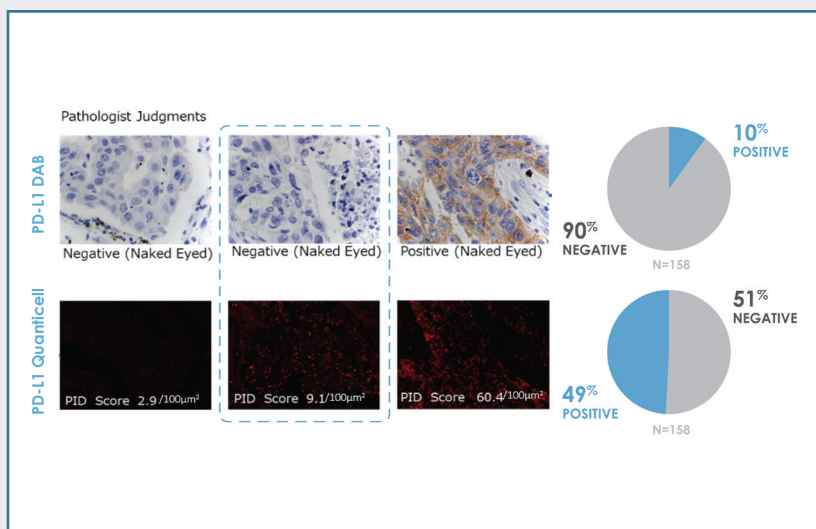 Pathologist Judgments
PD-L1 DAB
Negative (Naked Eyed)
Negative (Naked Eyed)
Positive (Naked Eyed)
10%
POSITIVE
90%
NEGATIVE
N=158
PD-L1 Quanticell
PID Score 2.9/100µm²
PID Score 9.1/100µm²
PID Score 60.4/100µm²
51%
NEGATIVE
49%
POSITIVE
N=158